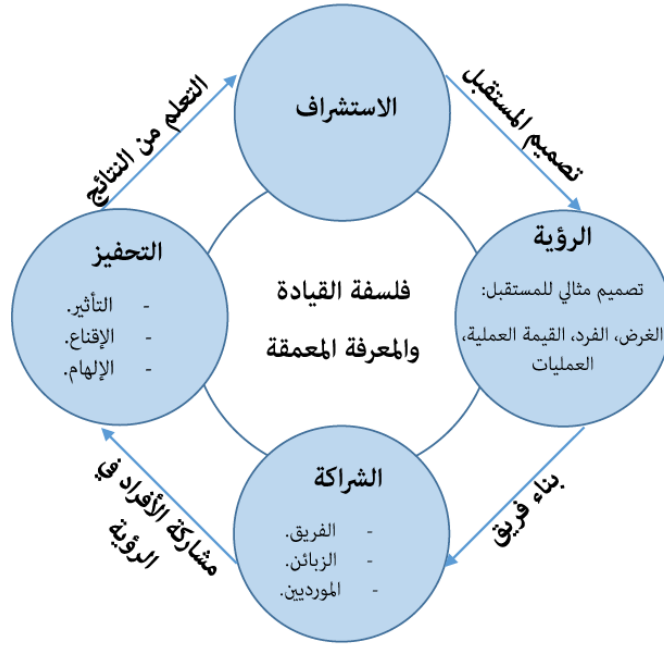 الاستشراف
تصميم المستقبل
الرؤية
تصميم مثالي للمستقبل:
الغرض، الفرد، القيمة العملية،
العمليات
بناء فريق
الشراكة
- الفريق.
- الزبائن.
- المورديين.
مشاركة الأفراد في
الرؤية
التحفيز
- التأثير.
- الإقناع.
- الإلهام.
التعلم من النتائج
فلسفة القيادة
والمعرفة المعمقة